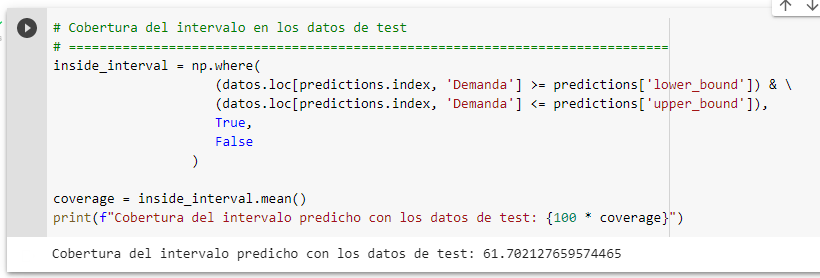 # Cobertura del intervalo en los datos de test
# ==============================================================================
inside_interval = np.where(
                     (datos.loc[predictions.index, 'Demanda'] >= predictions['lower_bound']) & \
                     (datos.loc[predictions.index, 'Demanda'] <= predictions['upper_bound']),
                     True,
                     False
                  )

coverage = inside_interval.mean()
print(f"Cobertura del intervalo predicho con los datos de test: {100 * coverage}")
Cobertura del intervalo predicho con los datos de test: 61.702127659574465